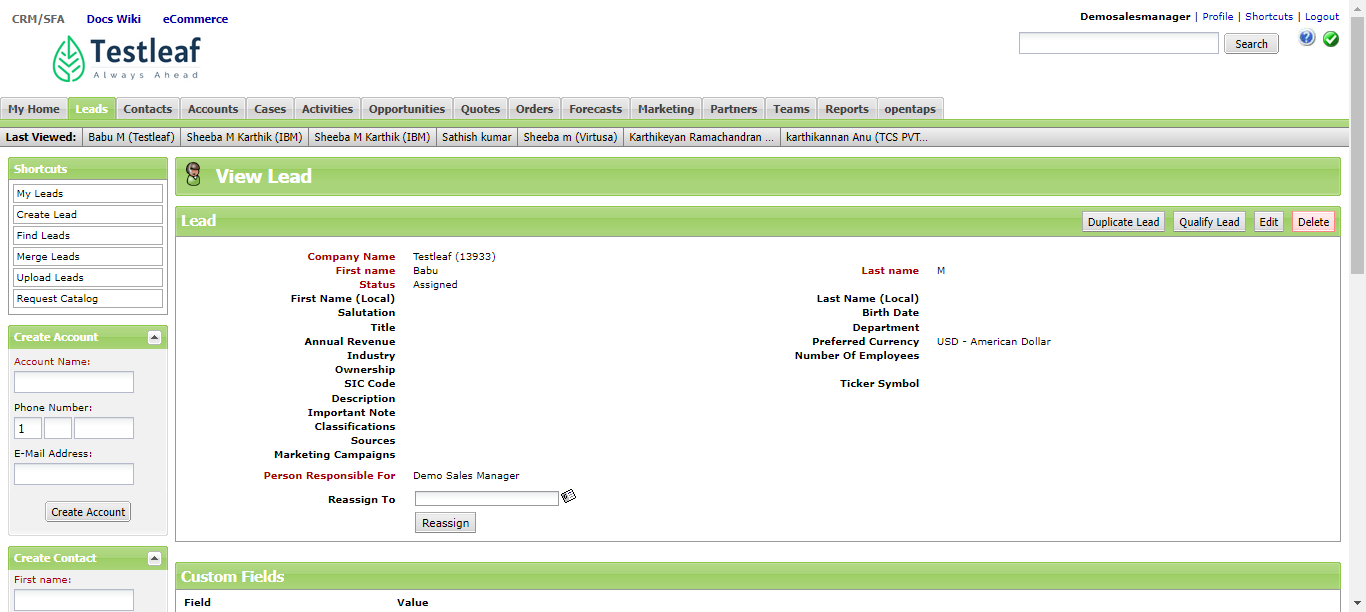 CRM/SFA Docs Wiki eCommerce
Demosalesmanager | Profile | Shortcuts | Logout
Testleaf
Always Ahead
Search
?
My Home Leads Contacts Accounts Cases Activities Opportunities Quotes Orders Forecasts Marketing Partners Teams Reports opentaps
Last Viewed: Babu M (Testleaf) Sheeba M Karthik (IBM) Sheeba M Karthik (IBM) Sathish kumar Sheeba m (Virtusa) Karthikeyan Ramachandran ... karthikannan Anu (TCS PVT...
Shortcuts
My Leads
Create Lead
Find Leads
Merge Leads
Upload Leads
Request Catalog
Create Account
Account Name:
Phone Number:
1
E-Mail Address:
Create Account
Create Contact
First name:
View Lead
Lead
Duplicate Lead Qualify Lead Edit Delete
Company Name Testleaf (13933)
First name Babu Last name M
Status Assigned
First Name (Local) Last Name (Local)
Salutation Birth Date
Title Department
Annual Revenue Preferred Currency USD - American Dollar
Industry Number Of Employees
Ownership
SIC Code Ticker Symbol
Description
Important Note
Classifications
Sources
Marketing Campaigns
Person Responsible For Demo Sales Manager
Reassign To
Reassign
Custom Fields
Field Value